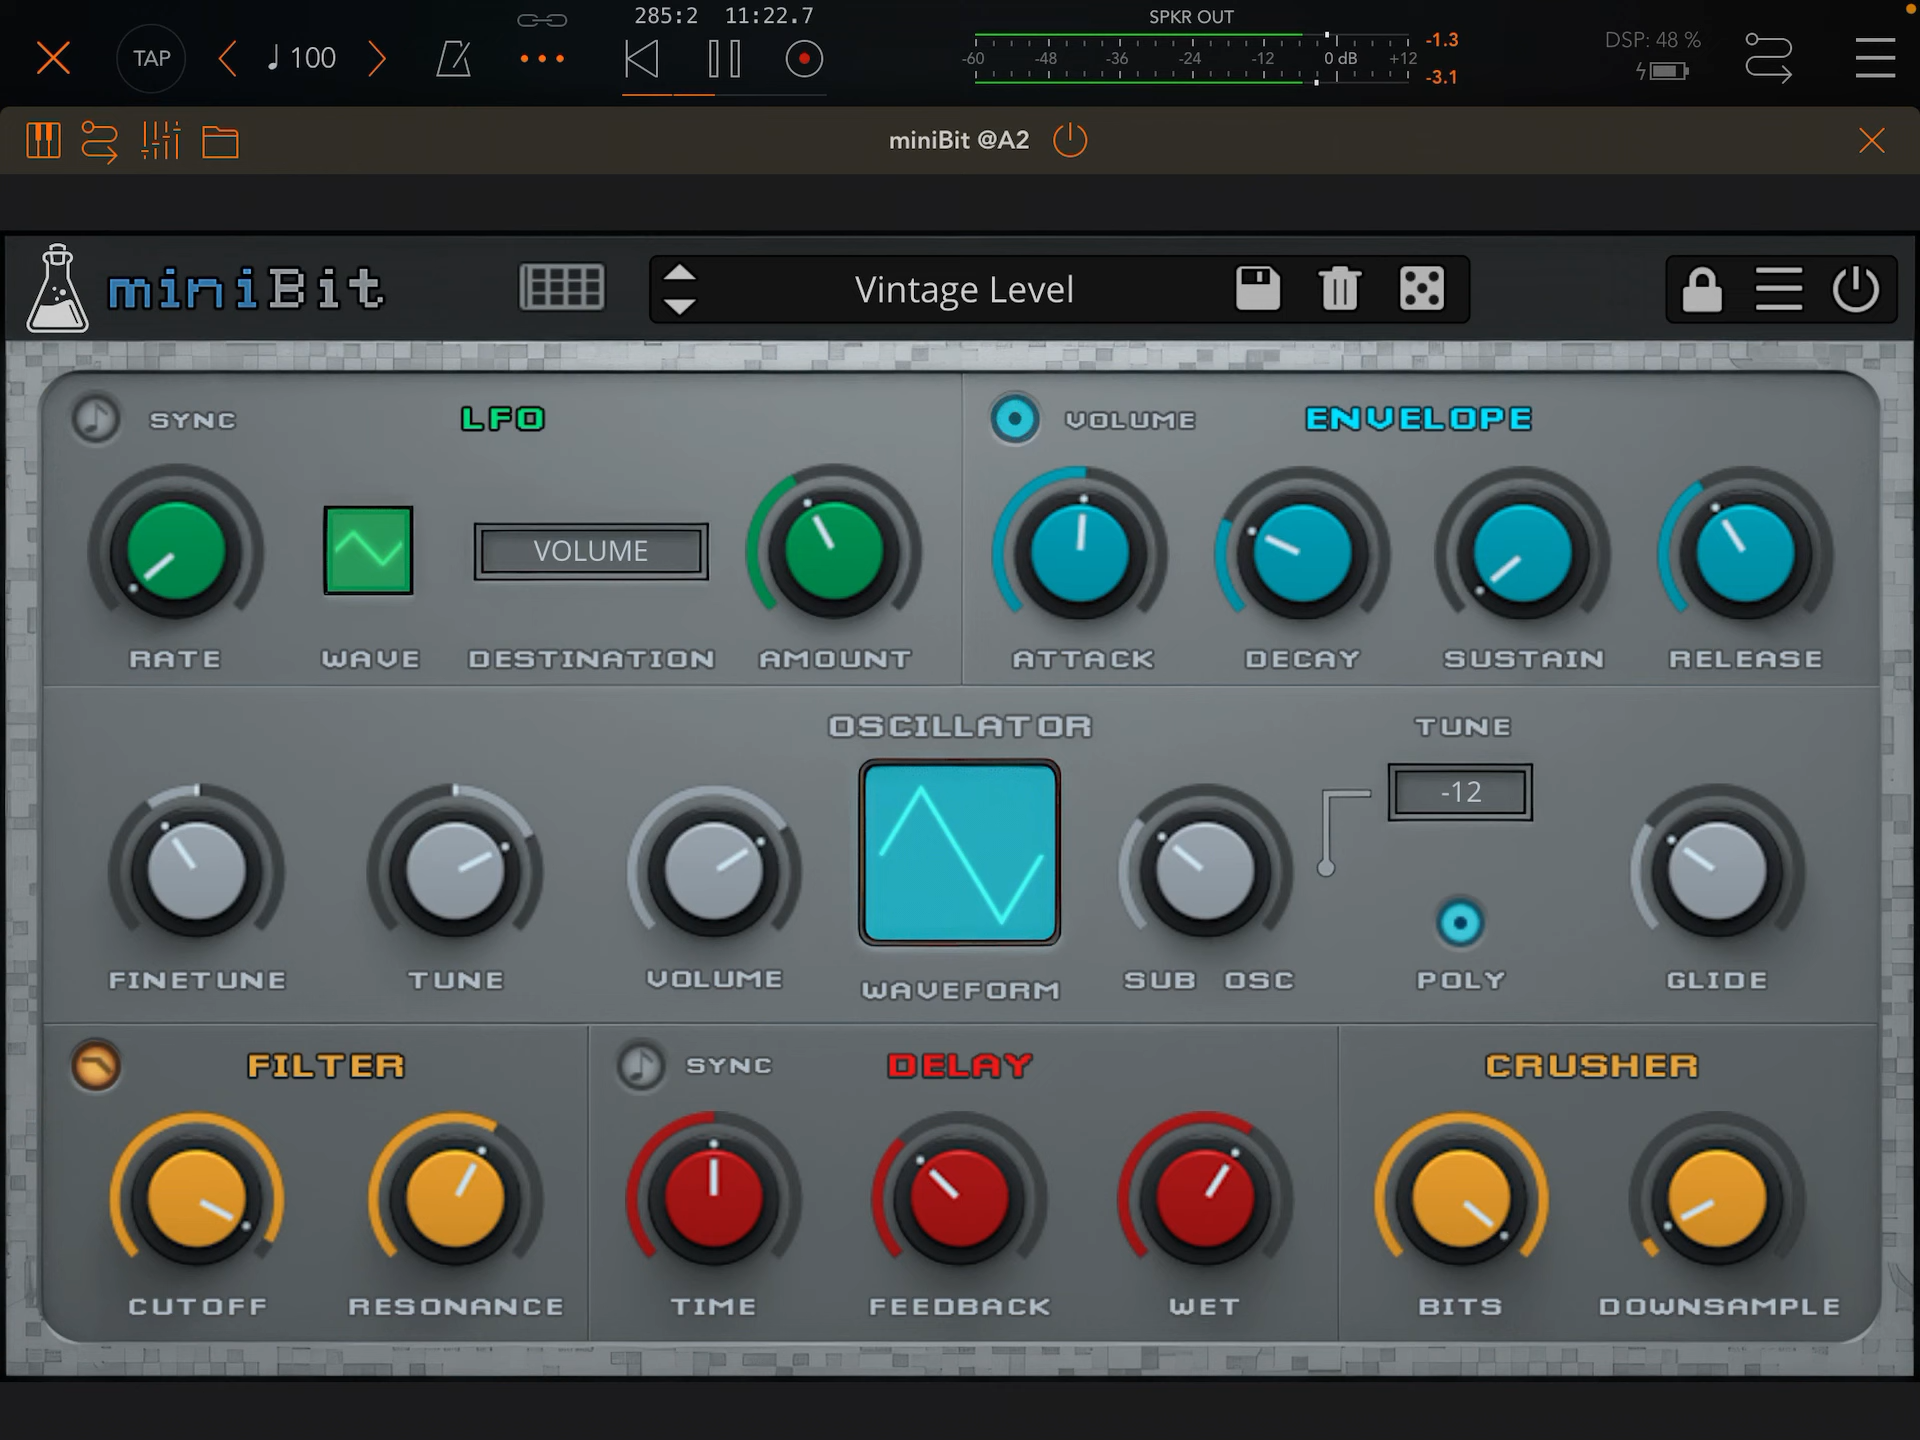 285:2 11:22.7
SPKR OUT
TAP
♩ 100
-60 -48 -36 -24 -12 0 dB +12
-1.3
-3.1
DSP: 48 %
miniBit @A2
miniBit
Vintage Level
SYNC
LFO
VOLUME
ENVELOPE
VOLUME
RATE
WAVE
DESTINATION
AMOUNT
ATTACK
DECAY
SUSTAIN
RELEASE
OSCILLATOR
TUNE
-12
FINETUNE
TUNE
VOLUME
WAVEFORM
SUB OSC
POLY
GLIDE
FILTER
SYNC
DELAY
CRUSHER
CUTOFF
RESONANCE
TIME
FEEDBACK
WET
BITS
DOWNSAMPLE